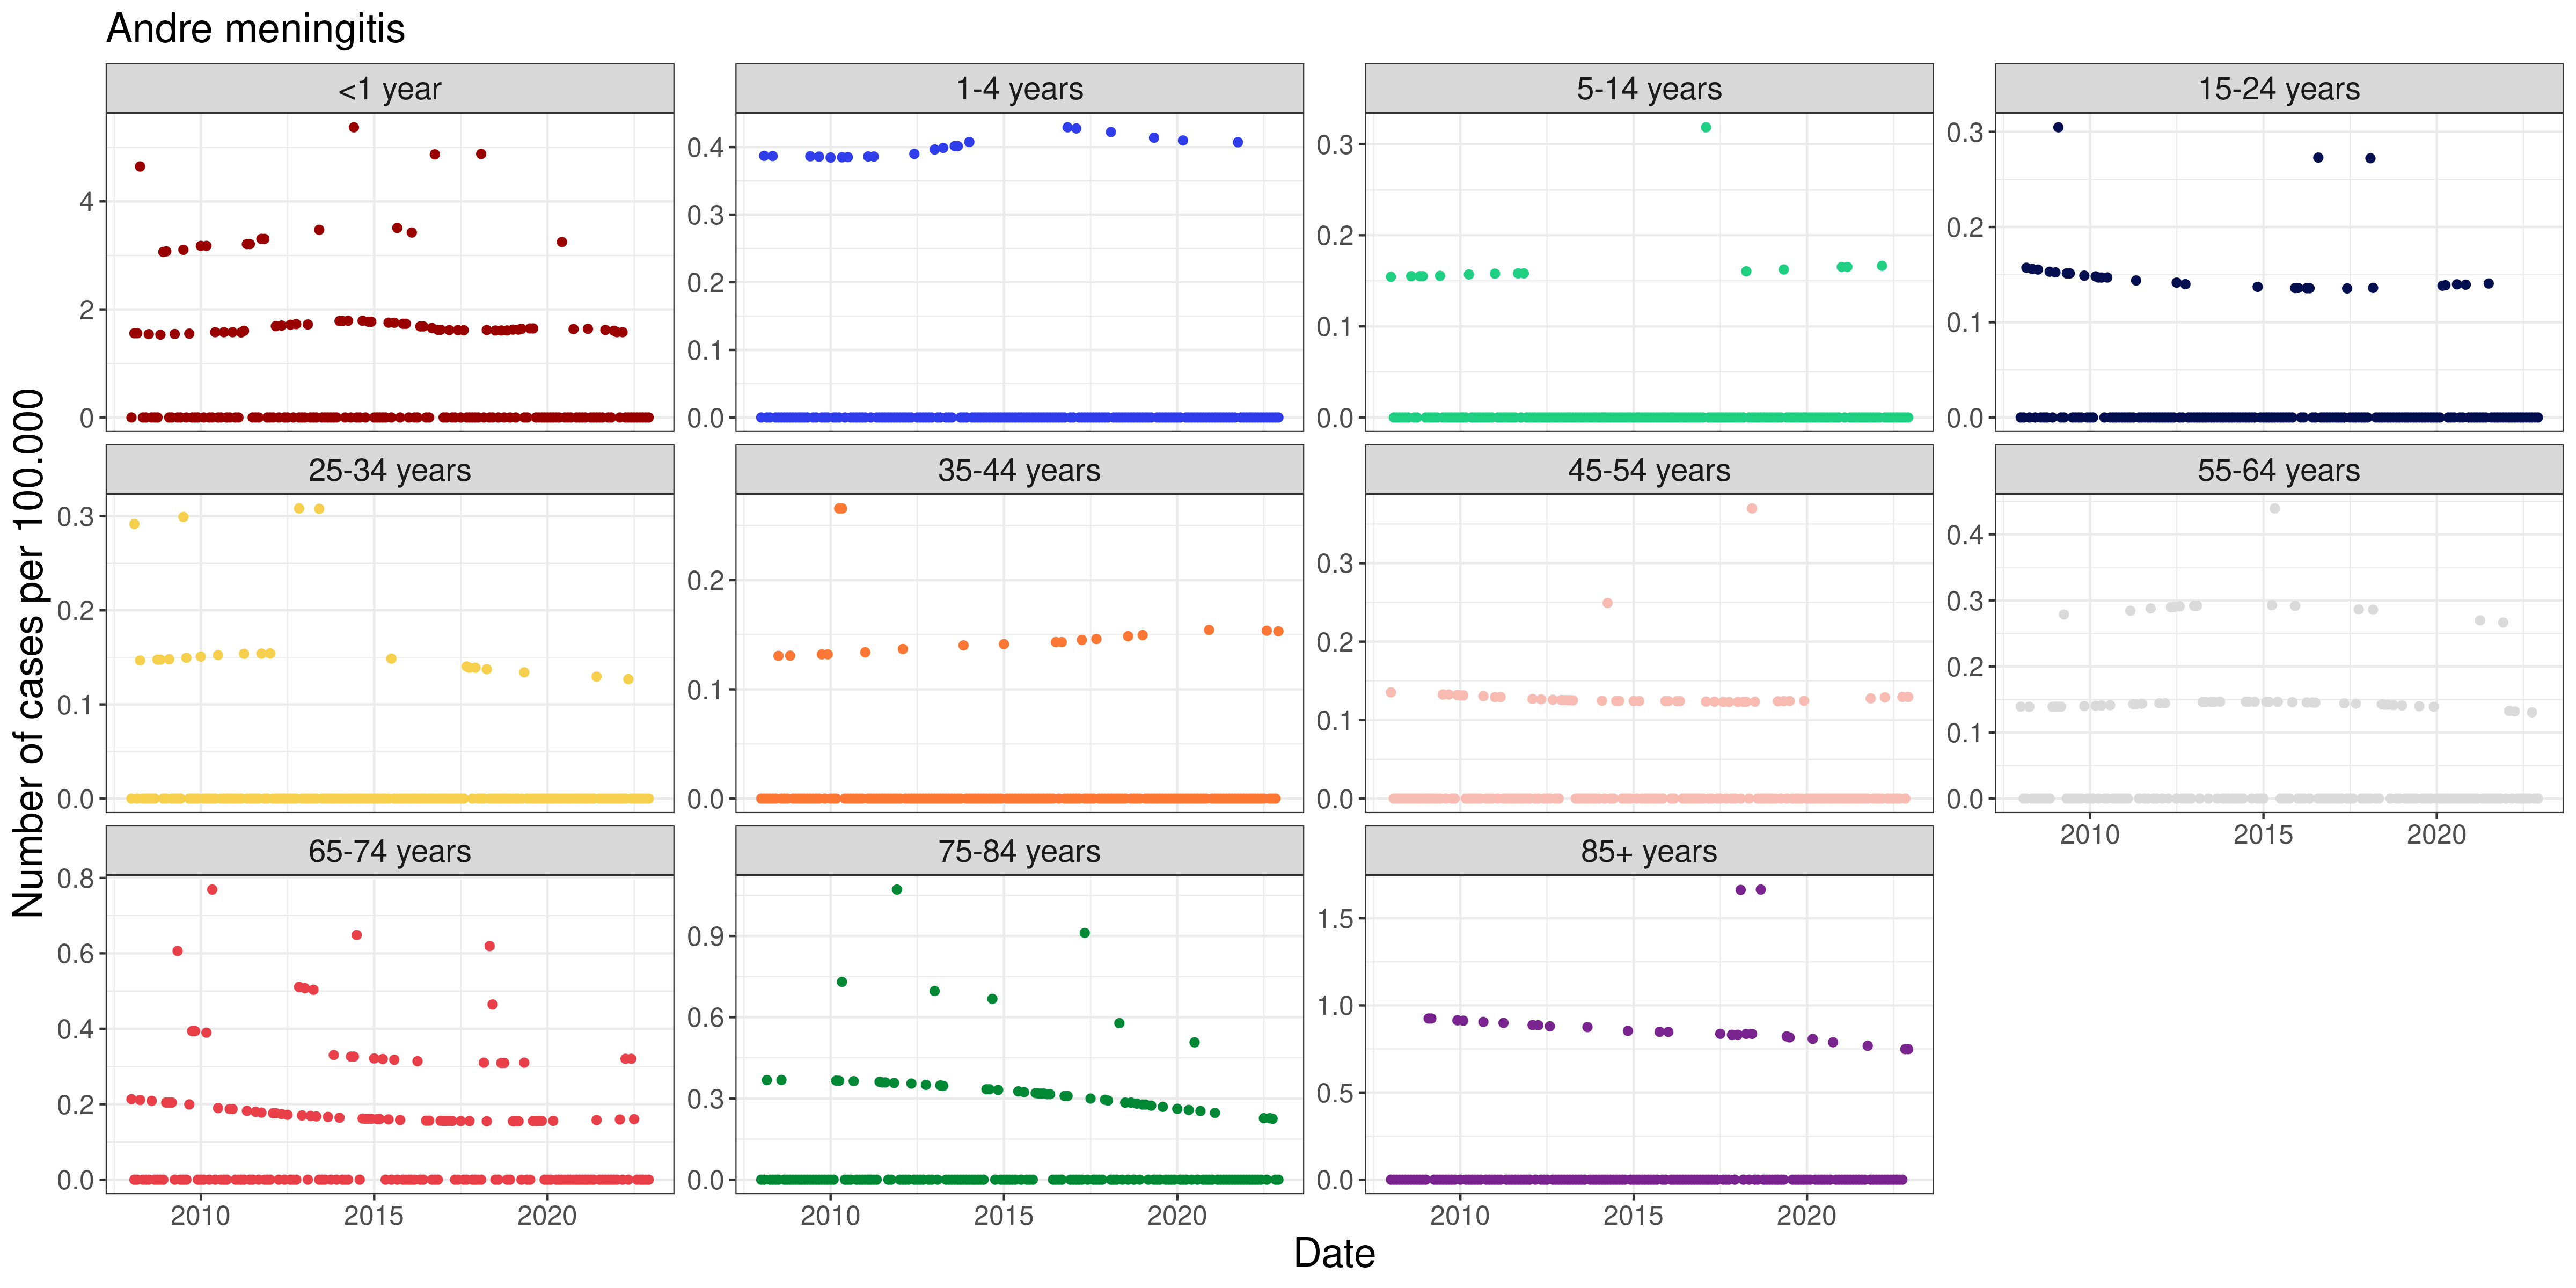 Andre meningitis
<1 year
1-4 years
5-14 years
15-24 years
4
2
0
0.4
0.3
0.2
0.1
0.0
0.3
0.2
0.1
0.0
0.3
0.2
0.1
0.0
25-34 years
35-44 years
45-54 years
55-64 years
0.3
0.2
0.1
0.0
0.2
0.1
0.0
0.3
0.2
0.1
0.0
0.4
0.3
0.2
0.1
0.0
2010 2015 2020
65-74 years
75-84 years
85+ years
0.8
0.6
0.4
0.2
0.0
0.9
0.6
0.3
0.0
1.5
1.0
0.5
0.0
2010 2015 2020
2010 2015 2020
2010 2015 2020
Number of cases per 100.000
Date